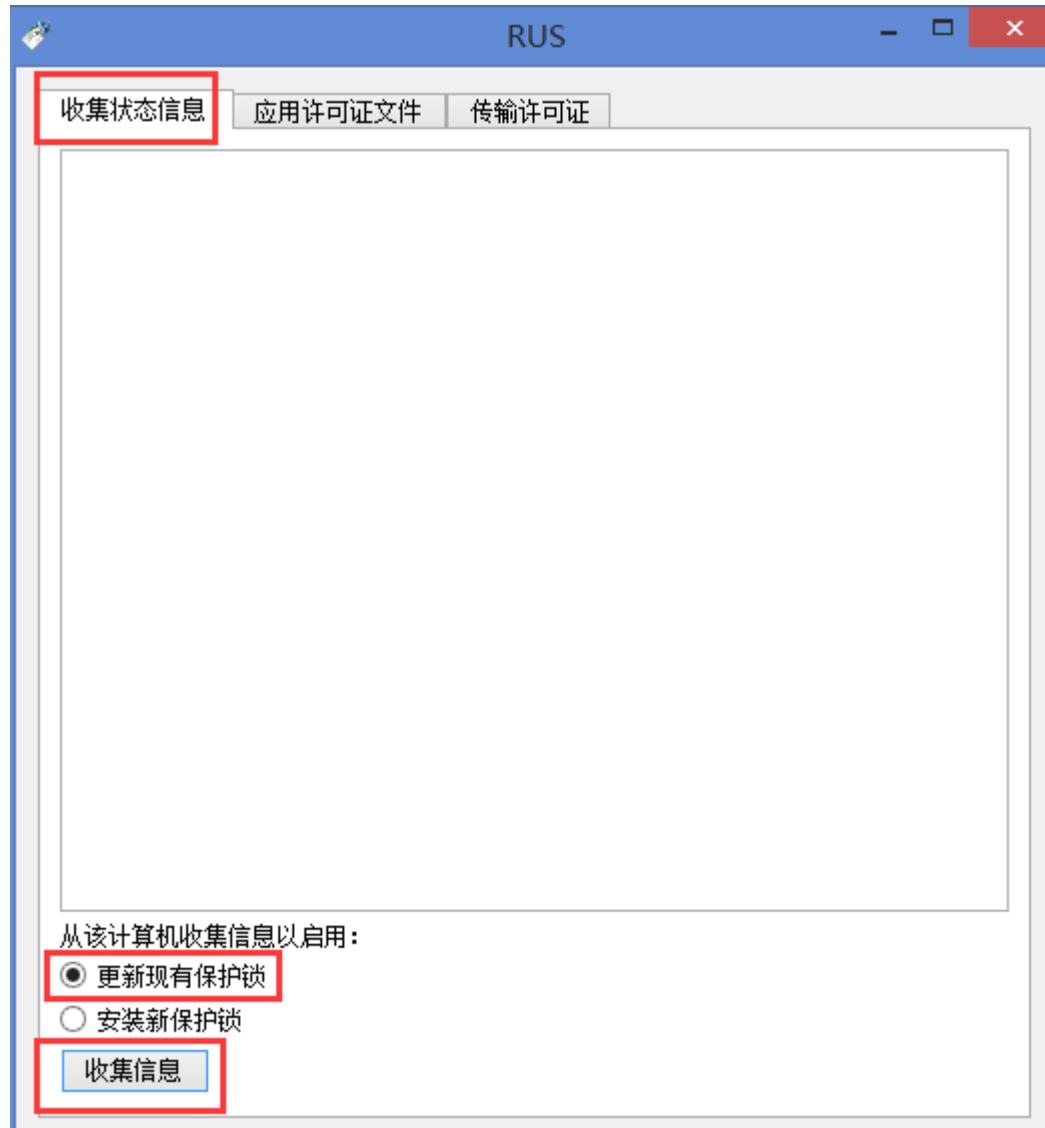 RUS
收集状态信息 应用许可证文件 传输许可证
从该计算机收集信息以启用:
更新现有保护锁
安装新保护锁
收集信息